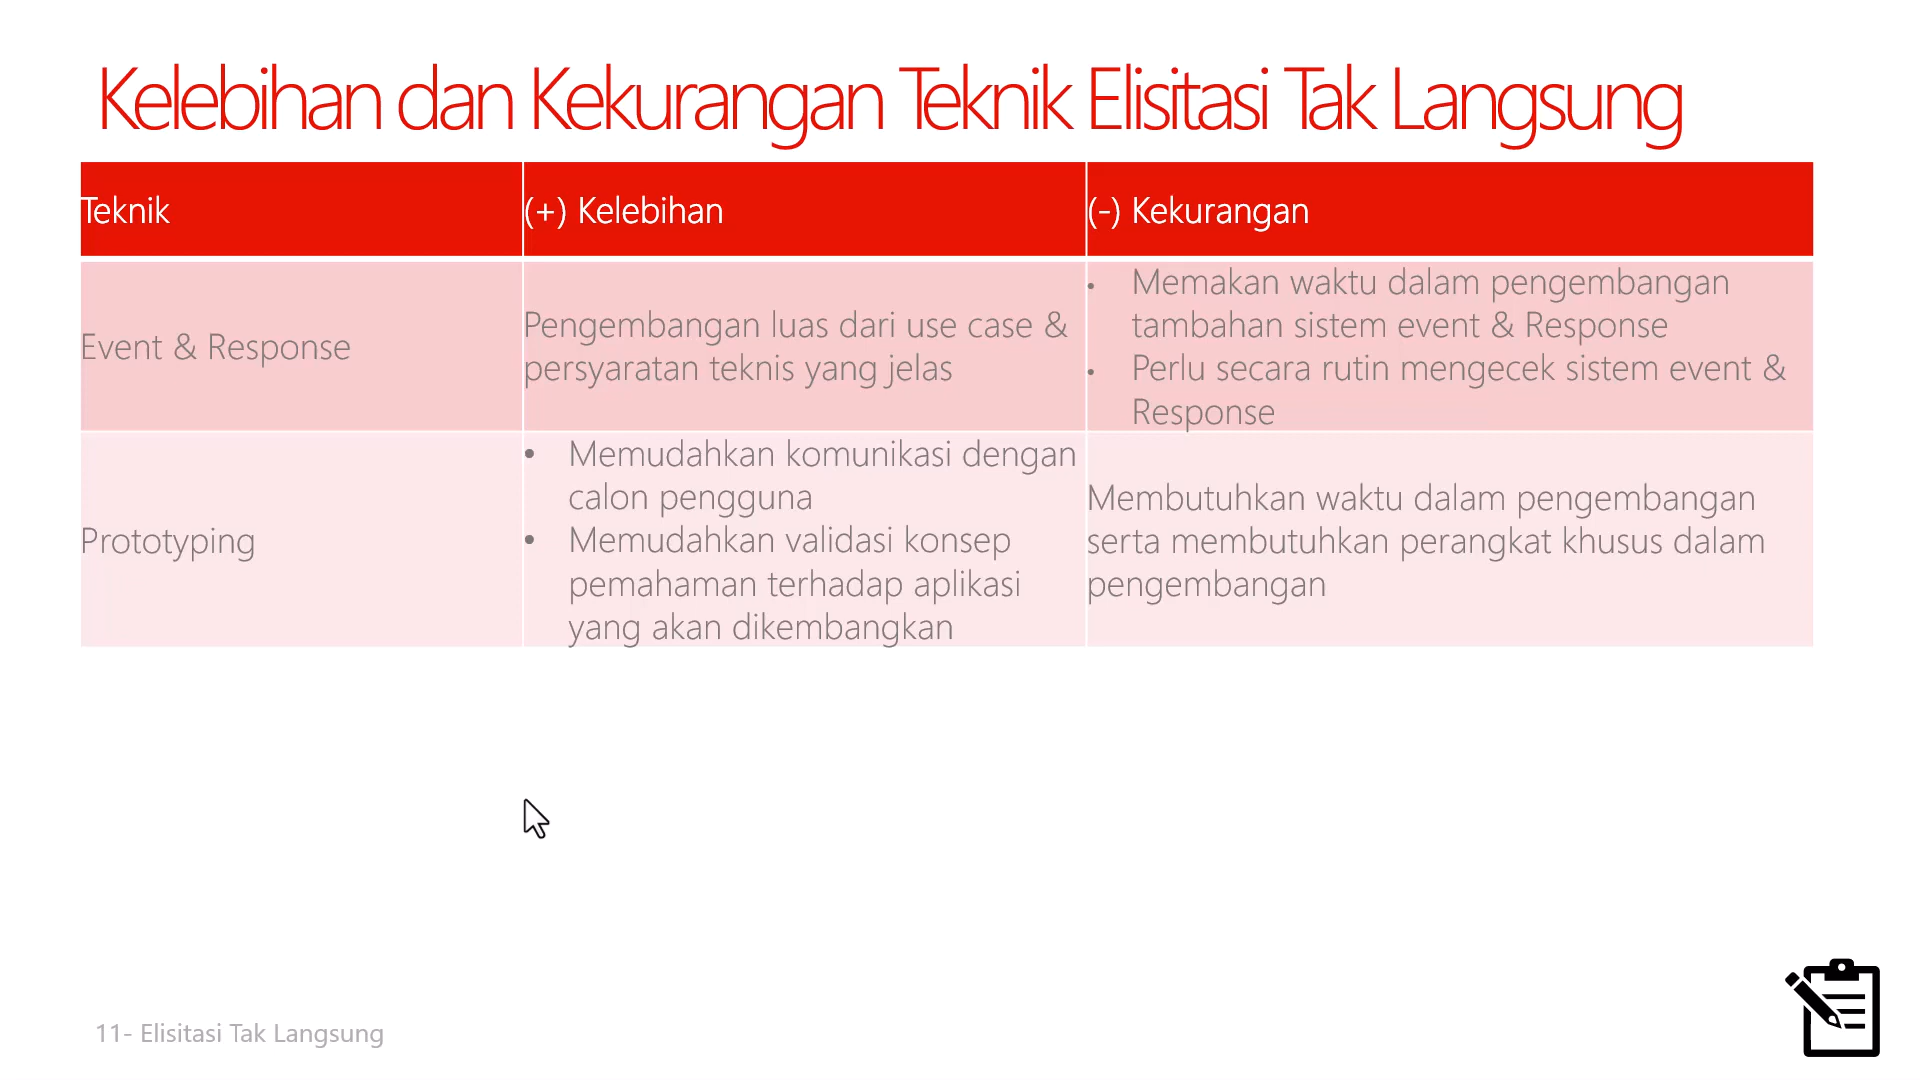 Kelebihan dan Kekurangan Teknik Elisitasi Tak Langsung
Teknik
(+) Kelebihan
(-) Kekurangan
Event & Response
Pengembangan luas dari use case &
persyaratan teknis yang jelas
• Memakan waktu dalam pengembangan
tambahan sistem event & Response
• Perlu secara rutin mengecek sistem event &
Response
Prototyping
• Memudahkan komunikasi dengan
calon pengguna
• Memudahkan validasi konsep
pemahaman terhadap aplikasi
yang akan dikembangkan
Membutuhkan waktu dalam pengembangan
serta membutuhkan perangkat khusus dalam
pengembangan
11- Elisitasi Tak Langsung